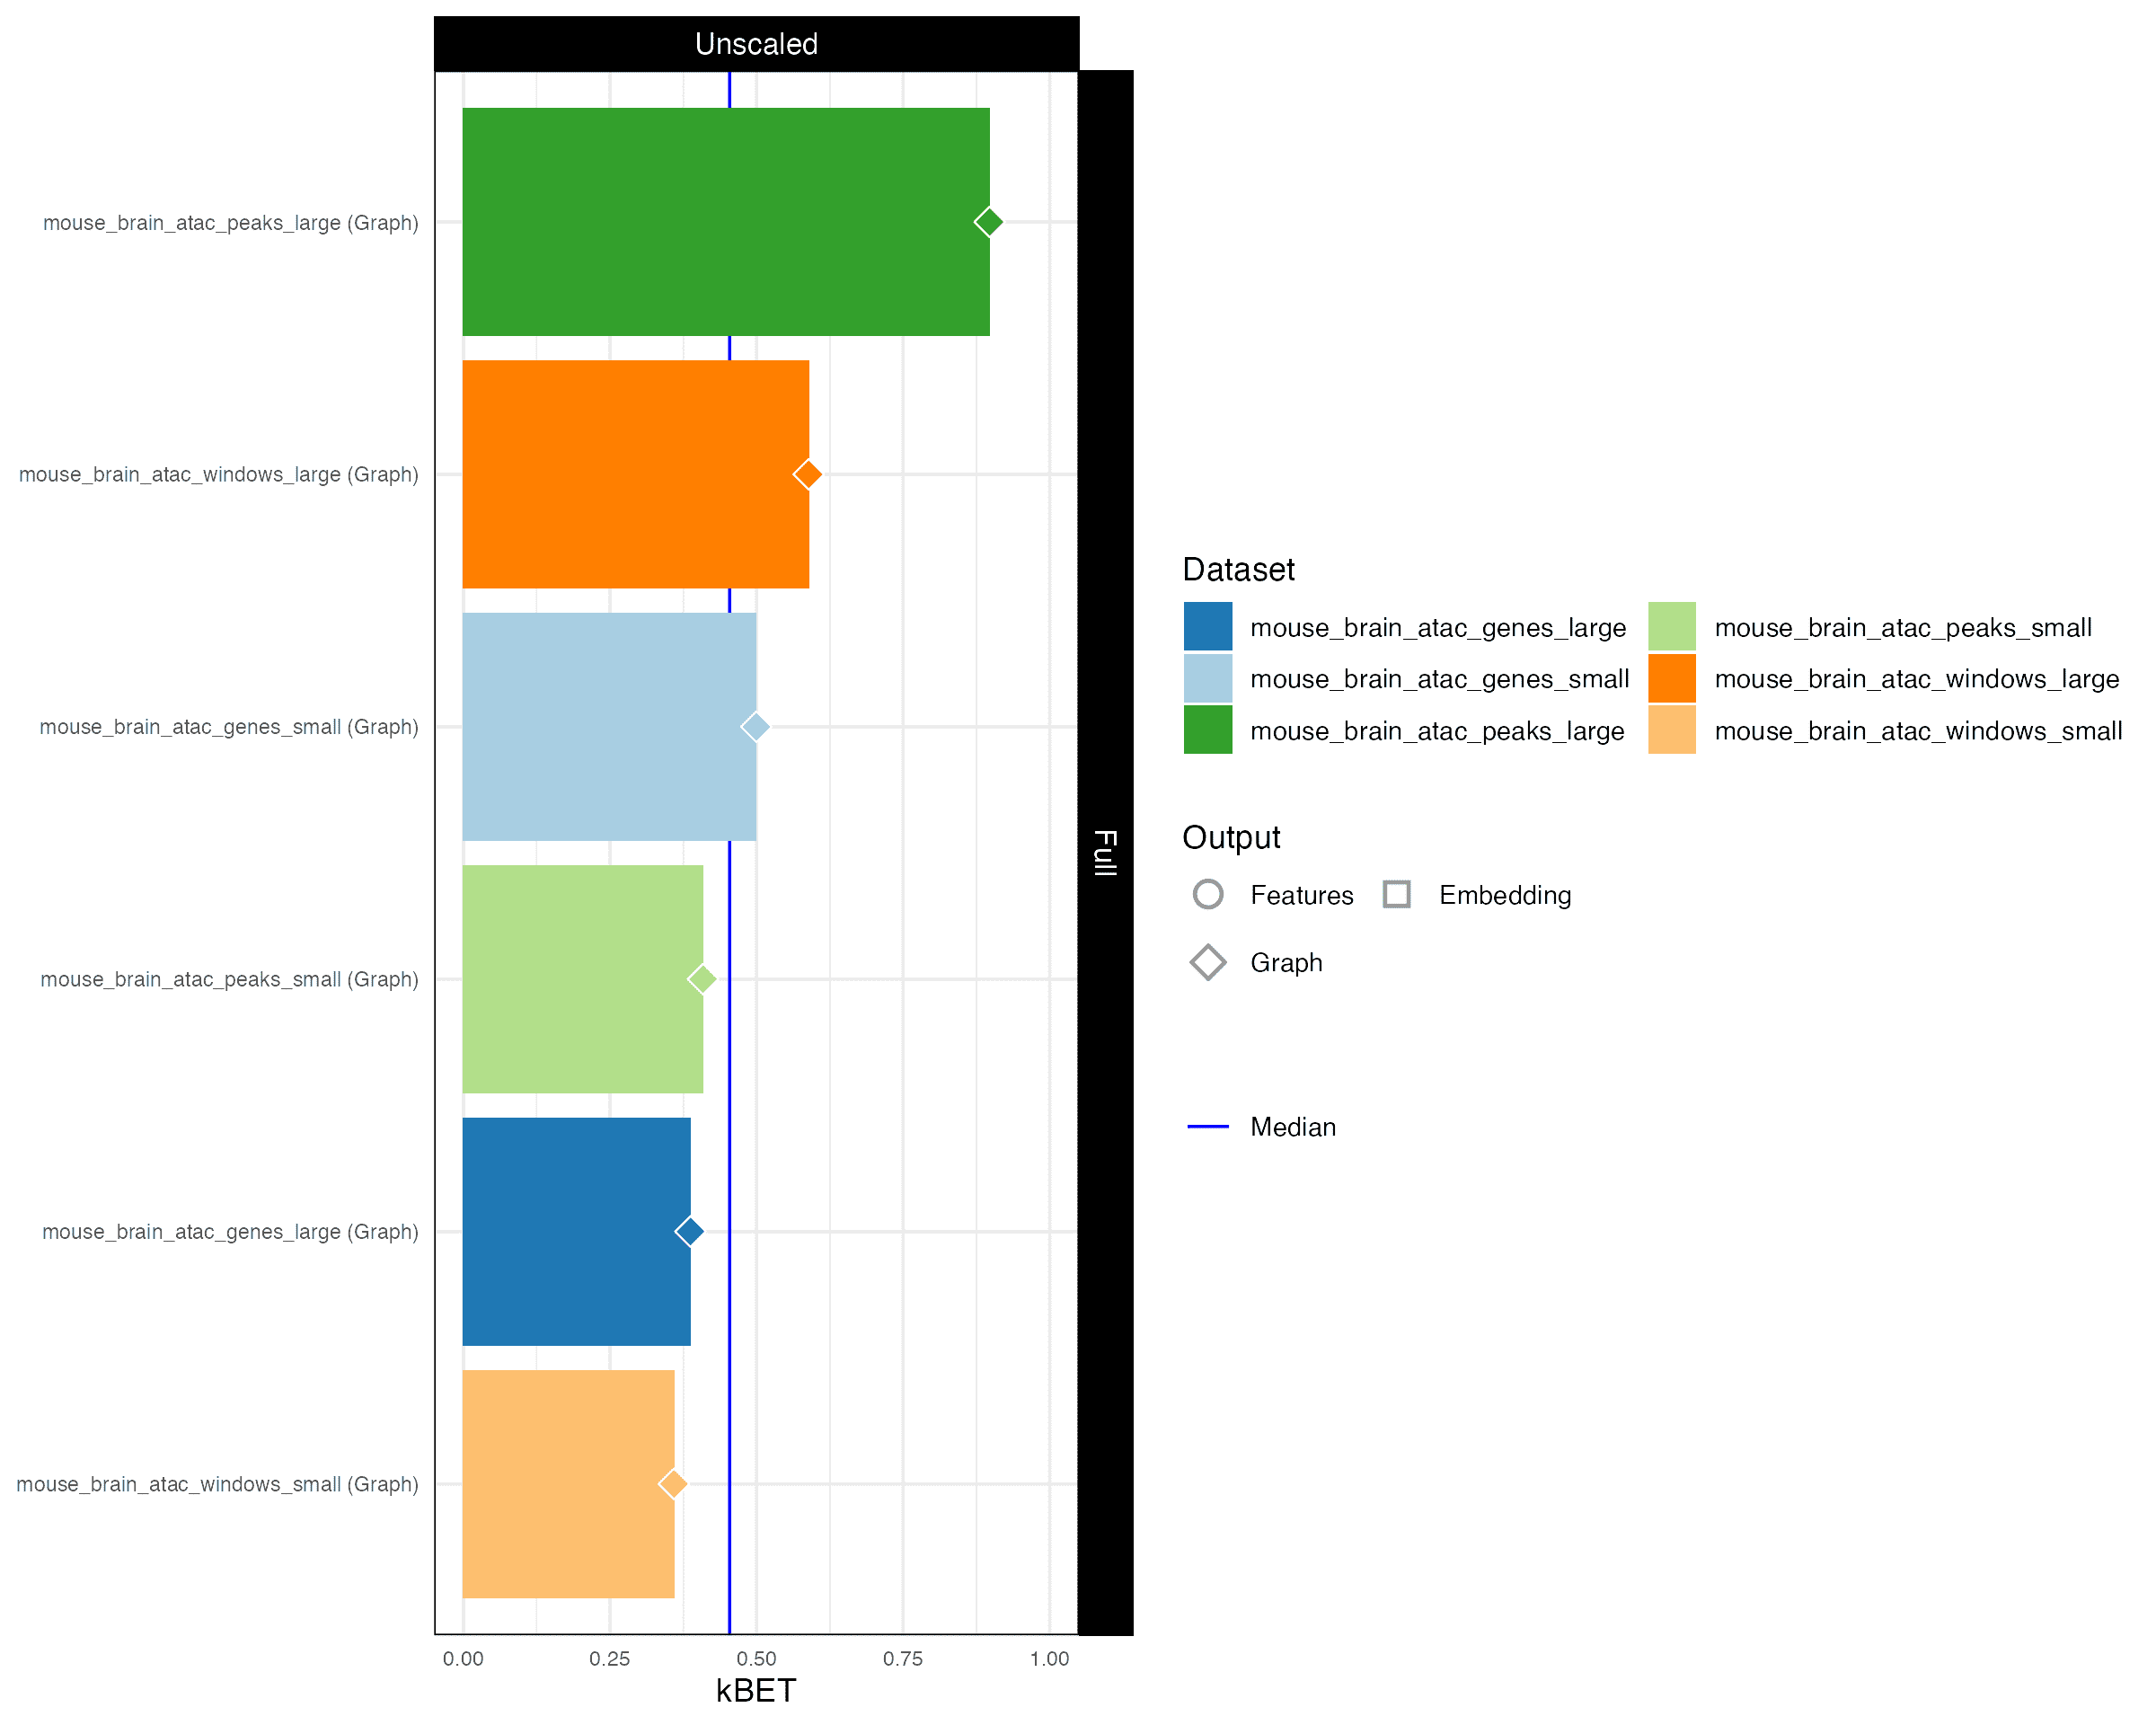 Unscaled
mouse_brain_atac_peaks_large (Graph)
mouse_brain_atac_windows_large (Graph)
mouse_brain_atac_genes_small (Graph)
mouse_brain_atac_peaks_small (Graph)
mouse_brain_atac_genes_large (Graph)
mouse_brain_atac_windows_small (Graph)
0.00 0.25 0.50 0.75 1.00
kBET
Full
Dataset
mouse_brain_atac_genes_large mouse_brain_atac_peaks_small
mouse_brain_atac_genes_small mouse_brain_atac_windows_large
mouse_brain_atac_peaks_large mouse_brain_atac_windows_small
Output
Features Embedding
Graph
Median